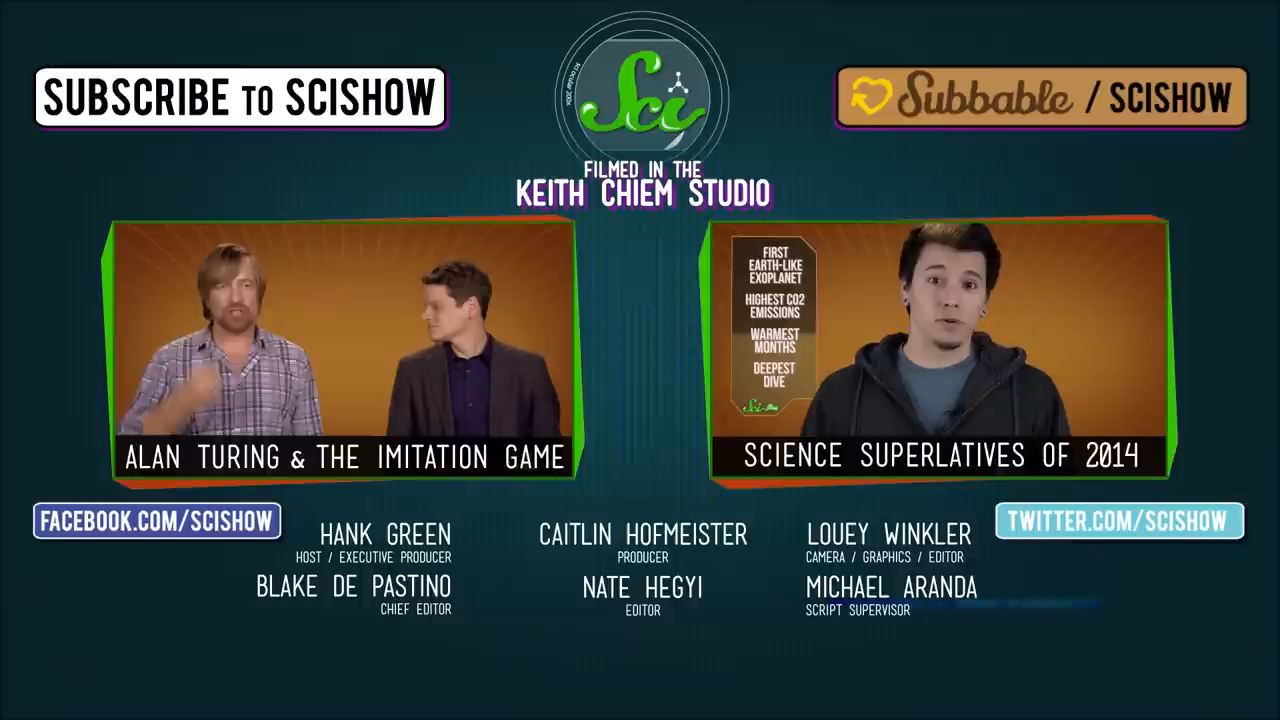 SUBSCRIBE TO SCISHOW
Sci
Subbable / SCISHOW
FILMED IN THE
KEITH CHIEM STUDIO
FIRST
EARTH-LIKE
EXOPLANET
HIGHEST CO2
EMISSIONS
WARMEST
MONTHS
DEEPEST
DIVE
ALAN TURING & THE IMITATION GAME
SCIENCE SUPERLATIVES OF 2014
FACEBOOK.COM/SCISHOW
TWITTER.COM/SCISHOW
HANK GREEN
HOST / EXECUTIVE PRODUCER
CAITLIN HOFMEISTER
PRODUCER
LOUEY WINKLER
CAMERA / GRAPHICS / EDITOR
BLAKE DE PASTINO
CHIEF EDITOR
NATE HEGYI
EDITOR
MICHAEL ARANDA
SCRIPT SUPERVISOR